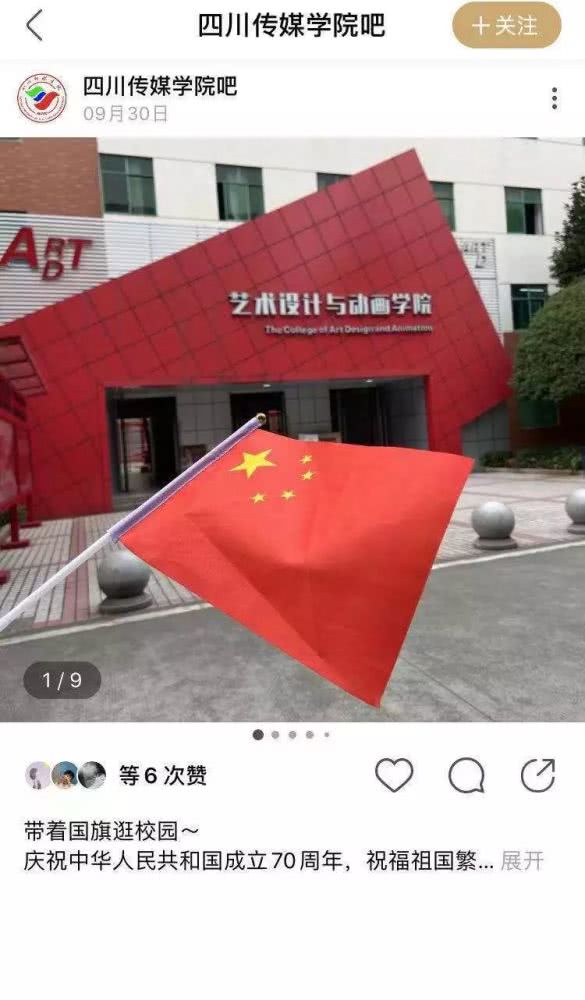 四川传媒学院吧
+关注
四川传媒学院吧
09月30日
ART
D
ART
D
艺术设计与动画学院
The College of Art Design and Animation
1/9
等6次赞
带着国旗逛校园～
庆祝中华人民共和国成立70周年，祝福祖国繁... 展开